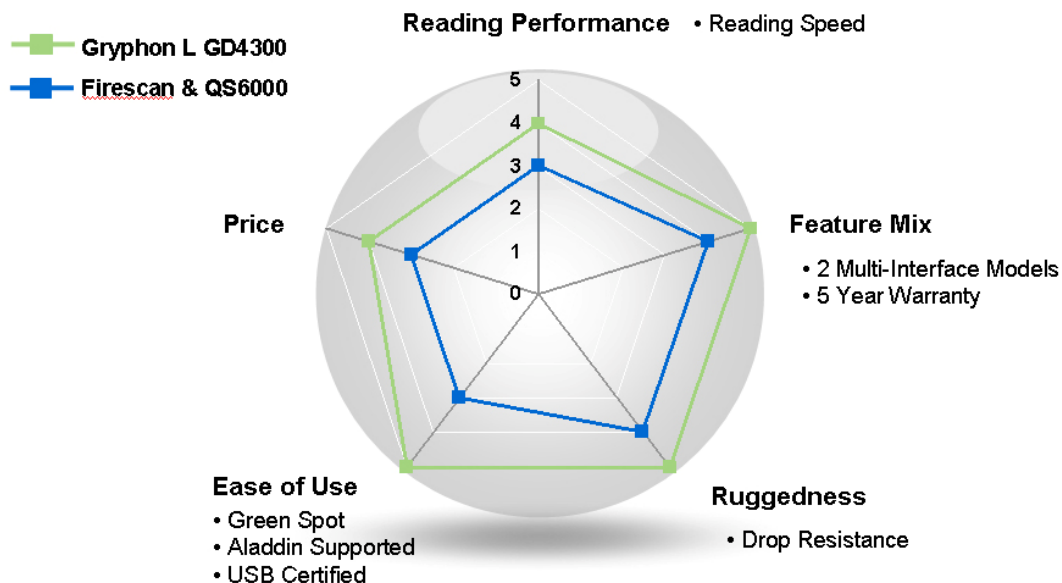 Reading Performance • Reading Speed
Gryphon L GD4300
Firescan & QS6000
5
4
3
2
1
0
Price
Feature Mix
• 2 Multi-Interface Models
• 5 Year Warranty
Ease of Use
• Green Spot
• Aladdin Supported
• USB Certified
Ruggedness
• Drop Resistance